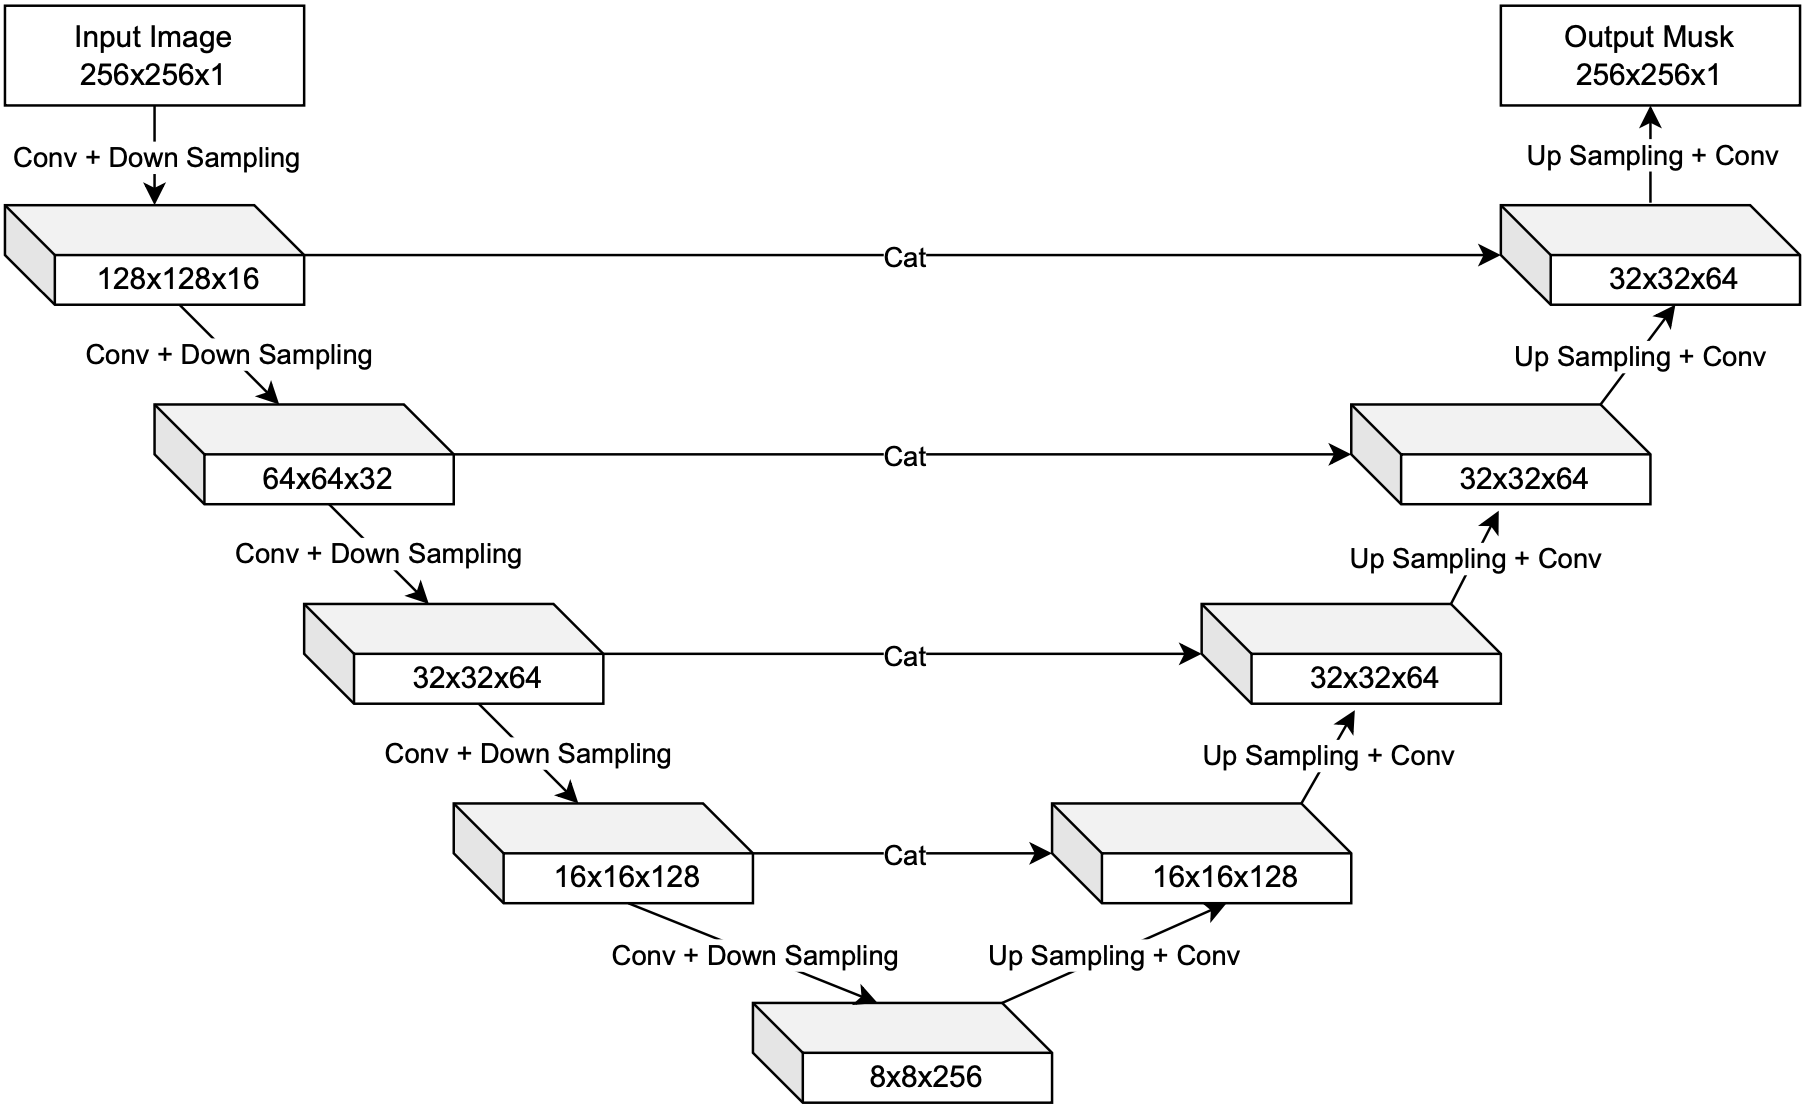 Input Image
256x256x1
Output Musk
256x256x1
Conv + Down Sampling
Up Sampling + Conv
128x128x16
Cat
32x32x64
Conv + Down Sampling
Up Sampling + Conv
64x64x32
Cat
32x32x64
Conv + Down Sampling
Up Sampling + Conv
32x32x64
Cat
32x32x64
Conv + Down Sampling
Up Sampling + Conv
16x16x128
Cat
16x16x128
Conv + Down Sampling
Up Sampling + Conv
8x8x256